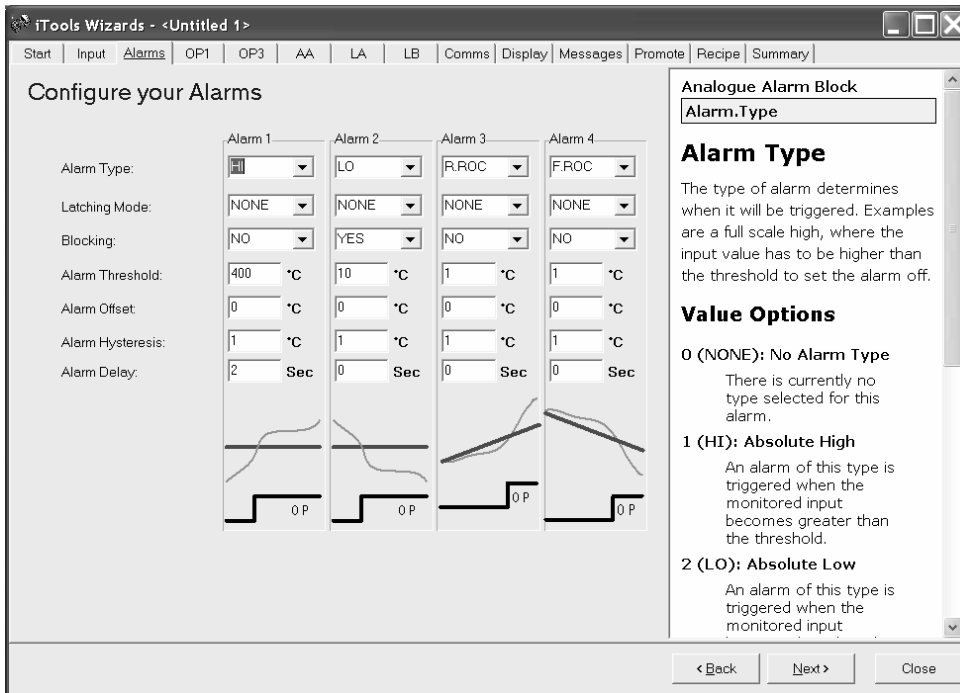 iTools Wizards - <Untitled 1>
Start Input Alarms OP1 OP3 AA LA LB Comms Display Messages Promote Recipe Summary
Configure your Alarms
Alarm 1 Alarm 2 Alarm 3 Alarm 4
Alarm Type: HI LO R.ROC F.ROC
Latching Mode: NONE NONE NONE NONE
Blocking: NO YES NO NO
Alarm Threshold: 400 °C 10 °C 1 °C 1 °C
Alarm Offset: 0 °C 0 °C 0 °C 0 °C
Alarm Hysteresis: 1 °C 1 °C 1 °C 1 °C
Alarm Delay: 2 Sec 0 Sec 0 Sec 0 Sec
OP OP OP OP
Analogue Alarm Block
Alarm.Type
Alarm Type
The type of alarm determines
when it will be triggered. Examples
are a full scale high, where the
input value has to be higher than
the threshold to set the alarm off.
Value Options
0 (NONE): No Alarm Type
There is currently no
type selected for this
alarm.
1 (HI): Absolute High
An alarm of this type is
triggered when the
monitored input
becomes greater than
the threshold.
2 (LO): Absolute Low
An alarm of this type is
triggered when the
monitored input
< Back Next > Close